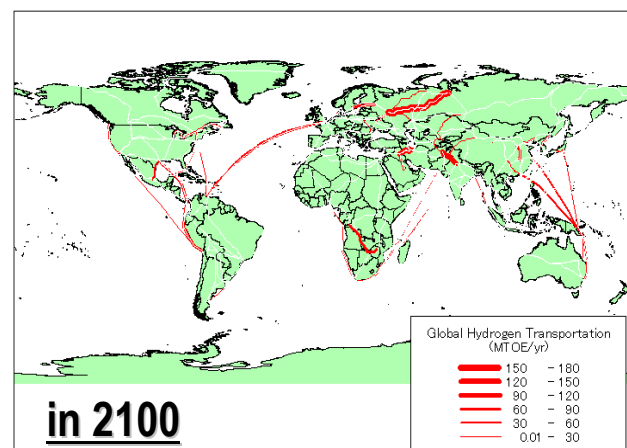 Global Hydrogen Transportation
(MTOE/yr)
150 - 180
120 - 150
90 - 120
60 - 90
30 - 60
0.01 - 30
in 2100